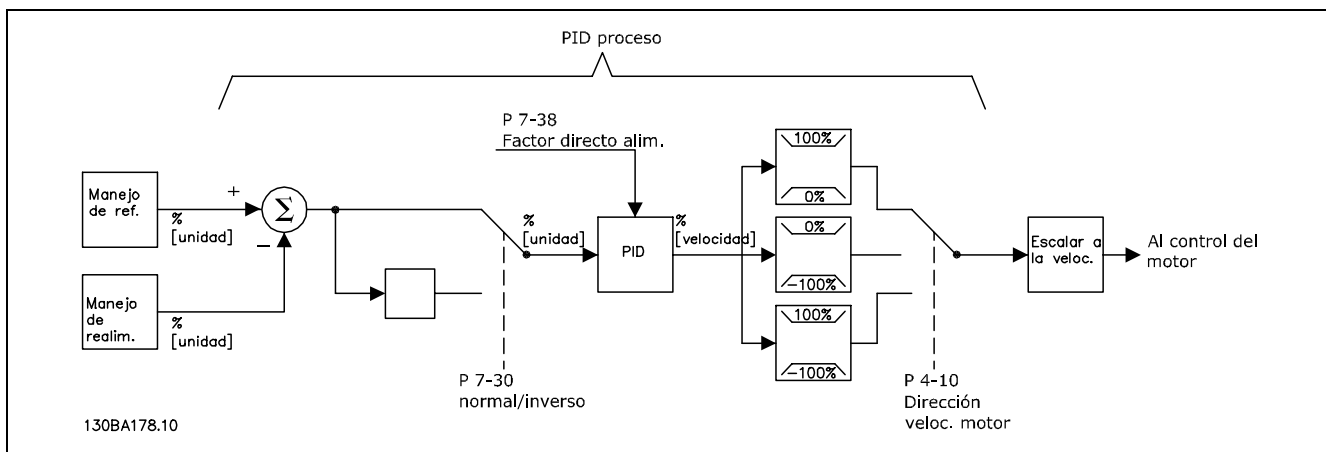 PID proceso
P 7-38
Factor directo alim.
Manejo
de ref.
%
[unidad]
+
−
Σ
Manejo
de
realim.
%
[unidad]
%
[unidad]
PID
%
[velocidad]
100%
0%
0%
−100%
100%
−100%
Escalar a
la veloc.
Al control del
motor
P 7-30
normal/inverso
P 4-10
Dirección
veloc. motor
130BA178.10